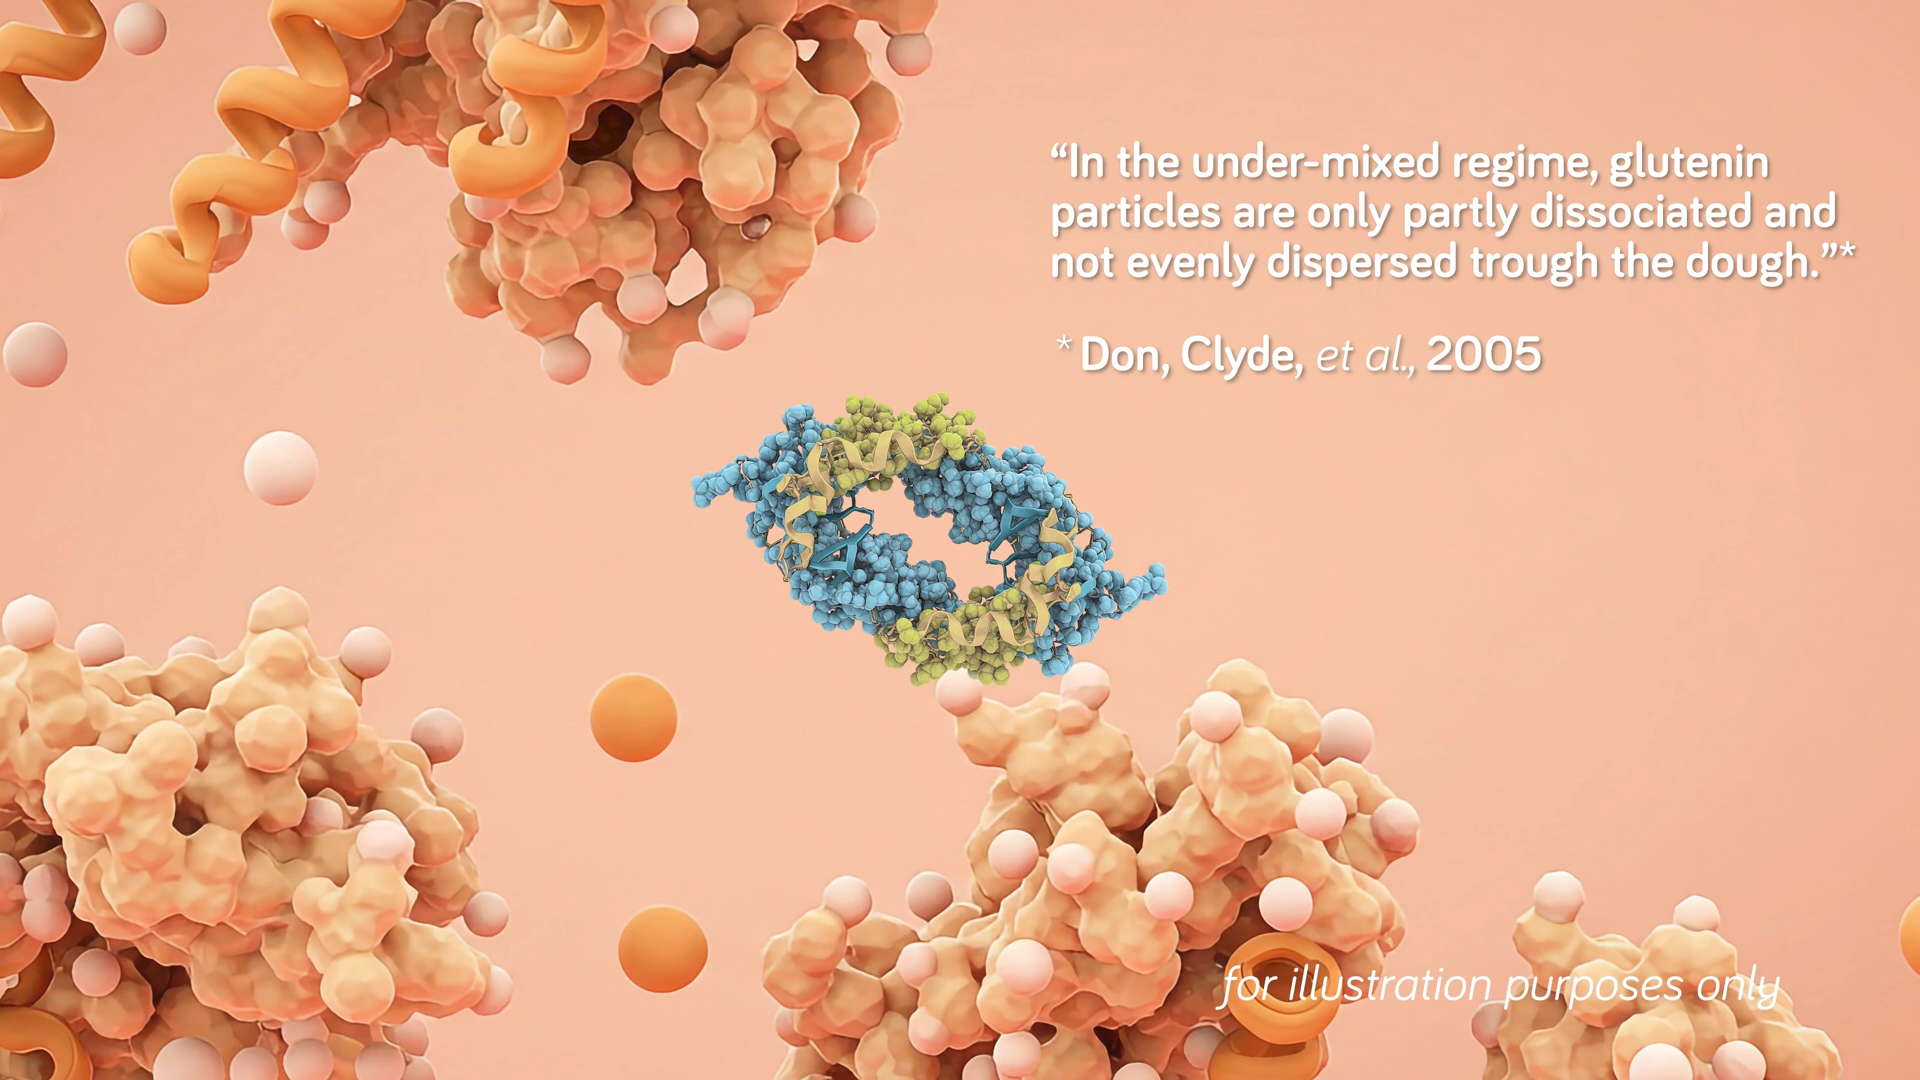 “In the under-mixed regime, glutenin
particles are only partly dissociated and
not evenly dispersed trough the dough.”*
* Don, Clyde, et al., 2005
for illustration purposes only